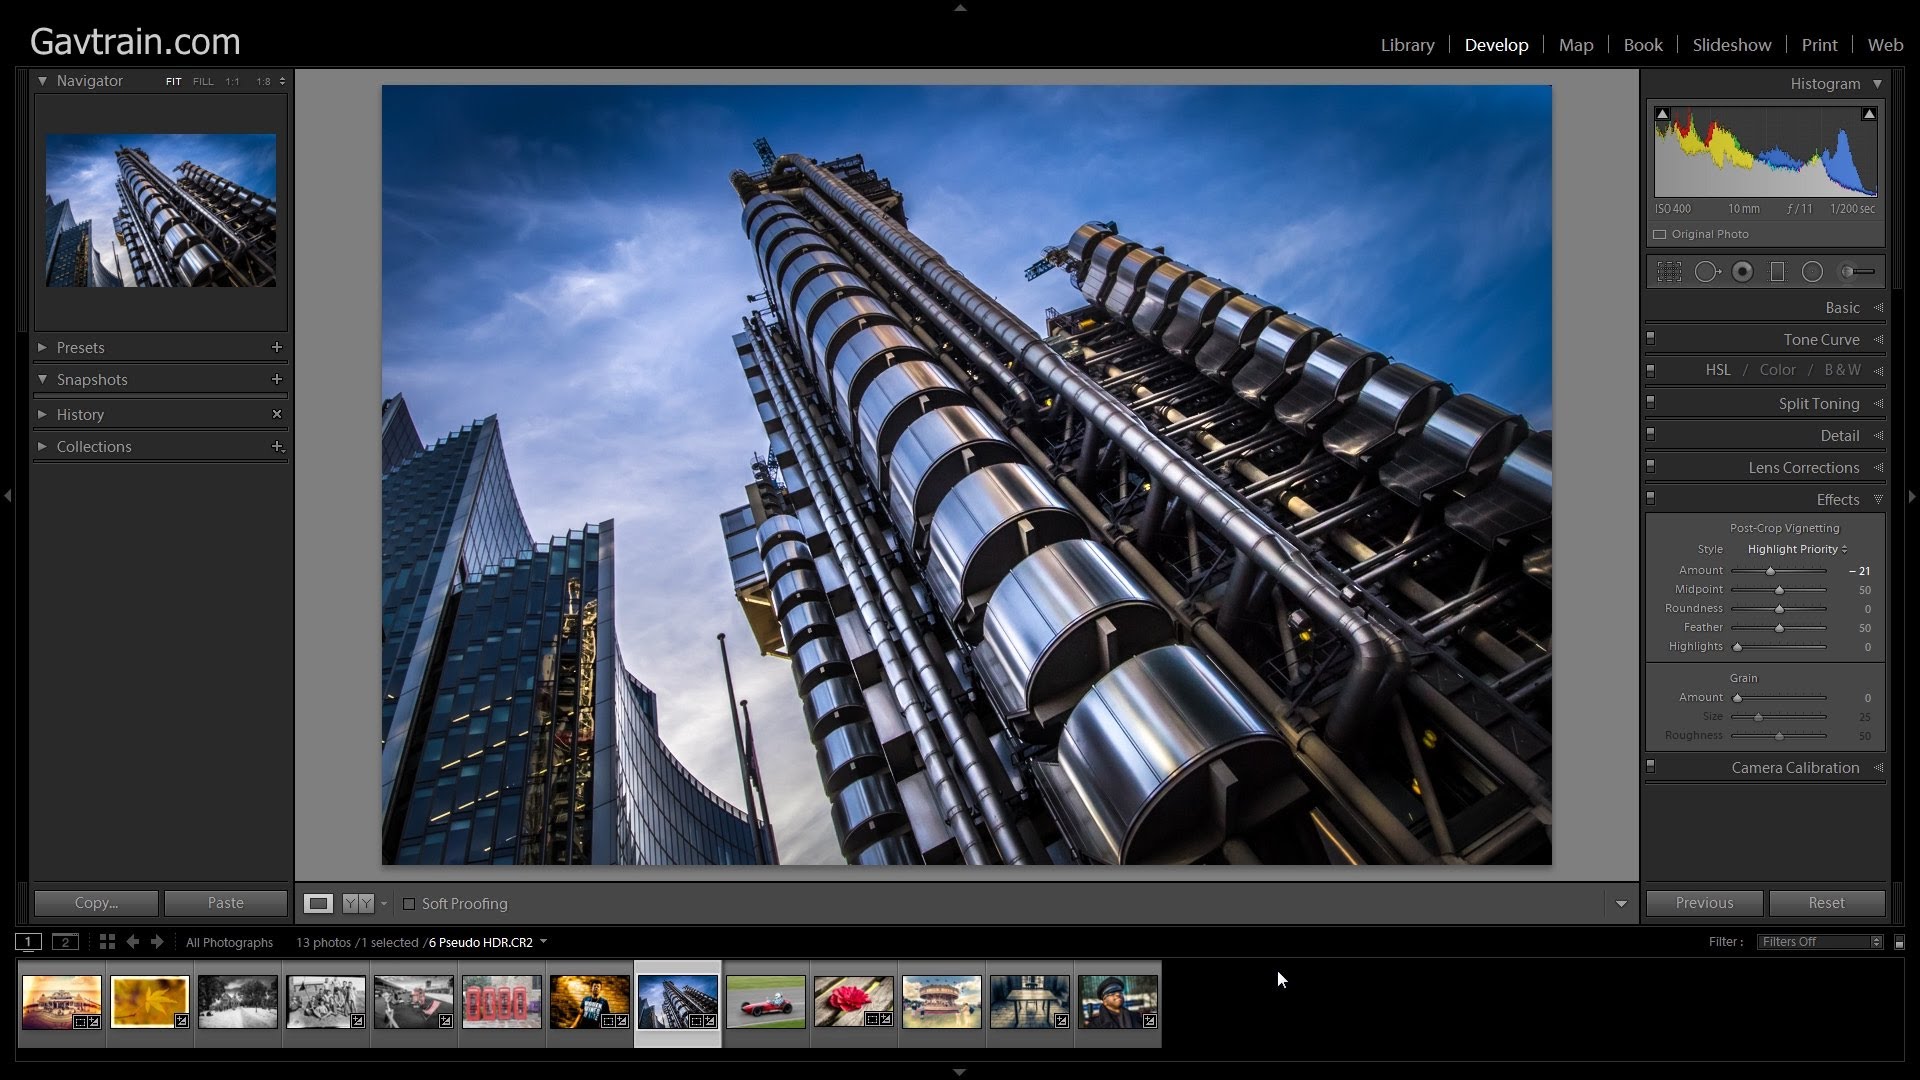 Gavtrain.com
Library | Develop | Map | Book | Slideshow | Print | Web
Navigator FIT FILL 1:1 1:8
Presets
Snapshots
History
Collections
Copy... Paste
Soft Proofing
Histogram
ISO 400 10 mm ƒ / 11 1/200 sec
Original Photo
Basic
Tone Curve
HSL / Color / B & W
Split Toning
Detail
Lens Corrections
Effects
Post-Crop Vignetting
Style Highlight Priority
Amount – 21
Midpoint 50
Roundness 0
Feather 50
Highlights 0
Grain
Amount 0
Size 25
Roughness 50
Camera Calibration
Previous Reset
1 2 All Photographs 13 photos /1 selected /6 Pseudo HDR.CR2
Filter : Filters Off